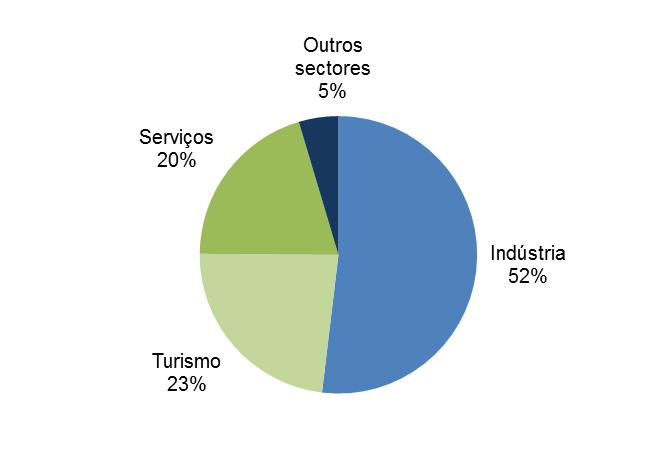 Outros
sectores
5%
Serviços
20%
Indústria
52%
Turismo
23%